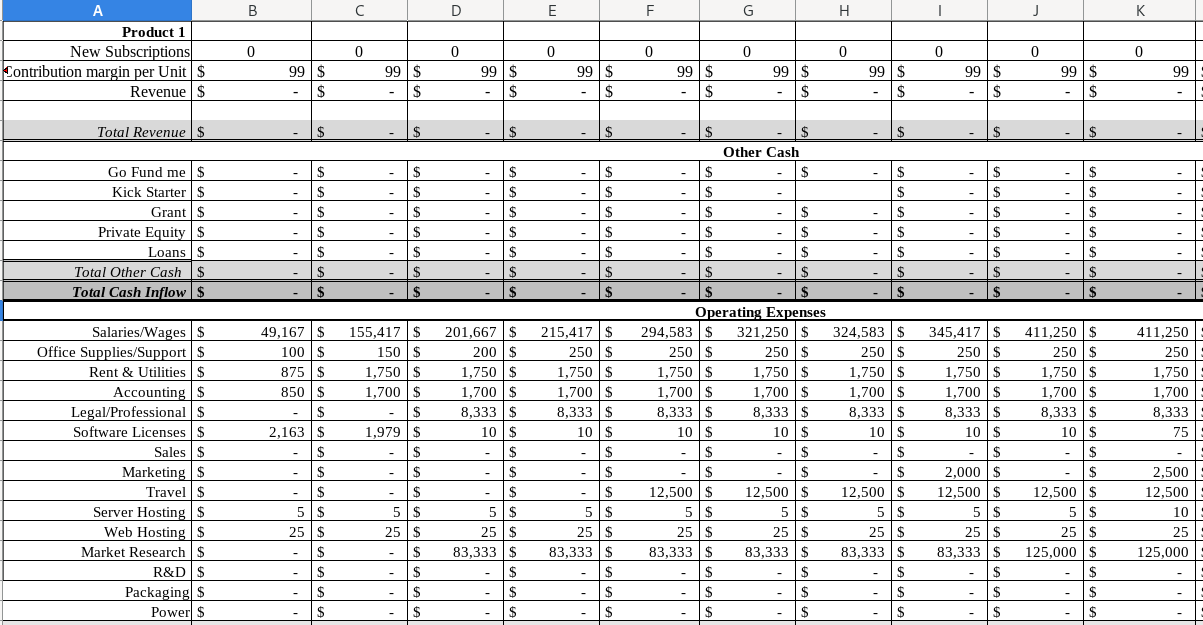 A B C D E F G H I J K
Product 1
New Subscriptions 0 0 0 0 0 0 0 0 0 0
Contribution margin per Unit $ 99 $ 99 $ 99 $ 99 $ 99 $ 99 $ 99 $ 99 $ 99 $ 99
Revenue $ - $ - $ - $ - $ - $ - $ - $ - $ - $ -
Total Revenue $ - $ - $ - $ - $ - $ - $ - $ - $ - $ -
Other Cash
Go Fund me $ - $ - $ - $ - $ - $ - $ - $ - $ - $ -
Kick Starter $ - $ - $ - $ - $ - $ - $ - $ - $ -
Grant $ - $ - $ - $ - $ - $ - $ - $ - $ - $ -
Private Equity $ - $ - $ - $ - $ - $ - $ - $ - $ - $ -
Loans $ - $ - $ - $ - $ - $ - $ - $ - $ - $ -
Total Other Cash $ - $ - $ - $ - $ - $ - $ - $ - $ - $ -
Total Cash Inflow $ - $ - $ - $ - $ - $ - $ - $ - $ - $ -
Operating Expenses
Salaries/Wages $ 49,167 $ 155,417 $ 201,667 $ 215,417 $ 294,583 $ 321,250 $ 324,583 $ 345,417 $ 411,250 $ 411,250
Office Supplies/Support $ 100 $ 150 $ 200 $ 250 $ 250 $ 250 $ 250 $ 250 $ 250 $ 250
Rent & Utilities $ 875 $ 1,750 $ 1,750 $ 1,750 $ 1,750 $ 1,750 $ 1,750 $ 1,750 $ 1,750 $ 1,750
Accounting $ 850 $ 1,700 $ 1,700 $ 1,700 $ 1,700 $ 1,700 $ 1,700 $ 1,700 $ 1,700 $ 1,700
Legal/Professional $ - $ - $ 8,333 $ 8,333 $ 8,333 $ 8,333 $ 8,333 $ 8,333 $ 8,333 $ 8,333
Software Licenses $ 2,163 $ 1,979 $ 10 $ 10 $ 10 $ 10 $ 10 $ 10 $ 10 $ 75
Sales $ - $ - $ - $ - $ - $ - $ - $ - $ - $ -
Marketing $ - $ - $ - $ - $ - $ - $ - $ 2,000 $ - $ 2,500
Travel $ - $ - $ - $ - $ 12,500 $ 12,500 $ 12,500 $ 12,500 $ 12,500 $ 12,500
Server Hosting $ 5 $ 5 $ 5 $ 5 $ 5 $ 5 $ 5 $ 5 $ 5 $ 10
Web Hosting $ 25 $ 25 $ 25 $ 25 $ 25 $ 25 $ 25 $ 25 $ 25 $ 25
Market Research $ - $ - $ 83,333 $ 83,333 $ 83,333 $ 83,333 $ 83,333 $ 83,333 $ 125,000 $ 125,000
R&D $ - $ - $ - $ - $ - $ - $ - $ - $ - $ -
Packaging $ - $ - $ - $ - $ - $ - $ - $ - $ - $ -
Power $ - $ - $ - $ - $ - $ - $ - $ - $ - $ -